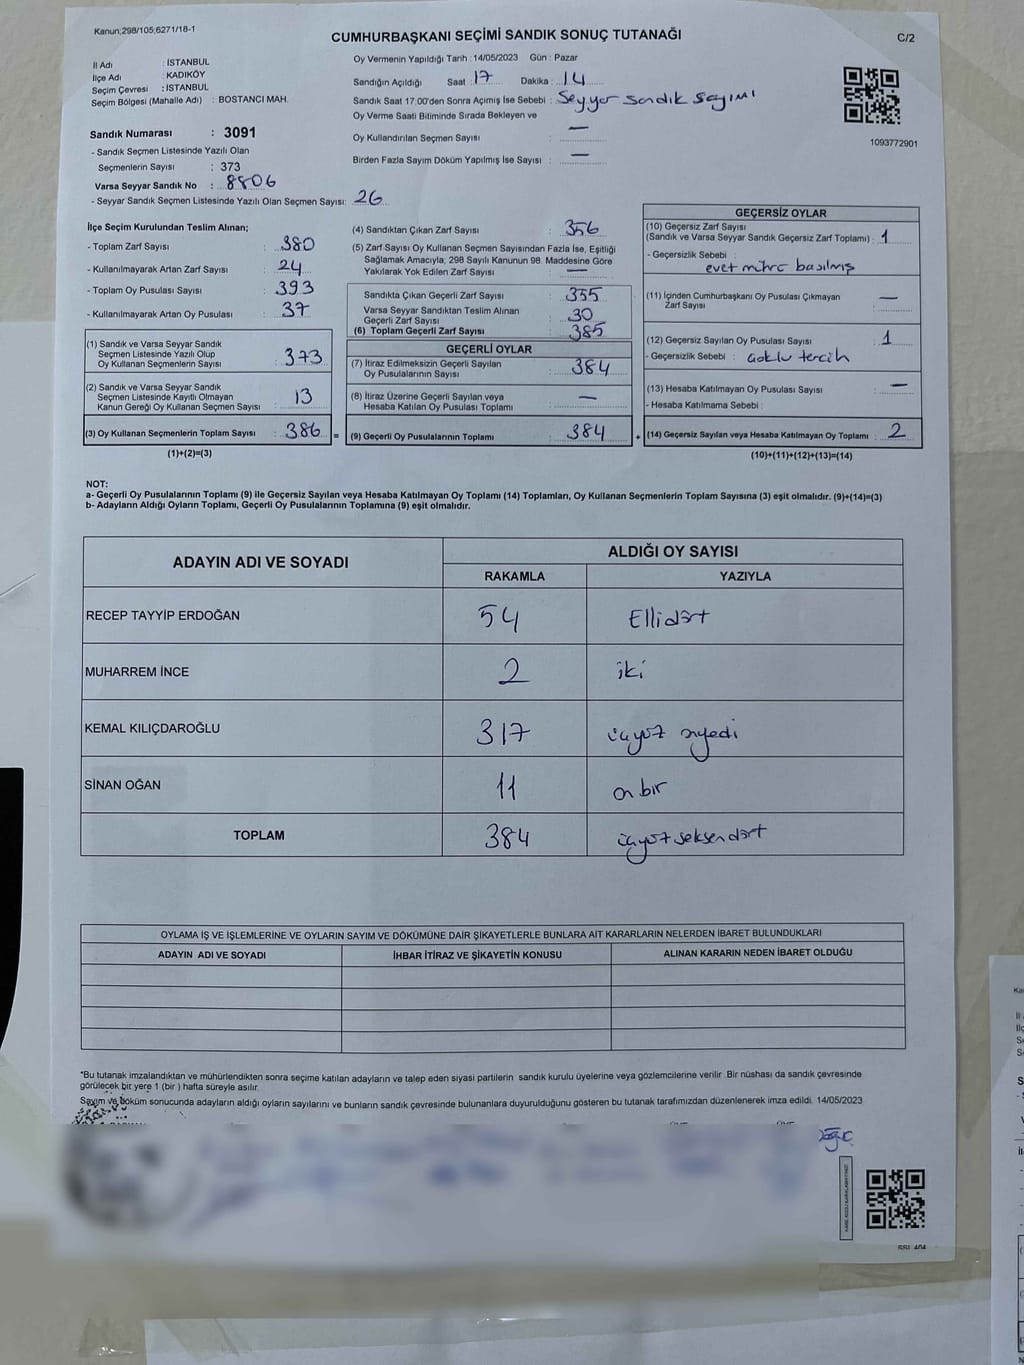 Kanun:298/105;6271/18-1
CUMHURBAŞKANI SEÇİMİ SANDIK SONUÇ TUTANAĞI
C/2
İl Adı : İSTANBUL
İlçe Adı : KADIKÖY
Seçim Çevresi : İSTANBUL
Seçim Bölgesi (Mahalle Adı) : BOSTANCI MAH.
Sandık Numarası : 3091
- Sandık Seçmen Listesinde Yazılı Olan
Seçmenlerin Sayısı : 373
Varsa Seyyar Sandık No : 8506
- Seyyar Sandık Seçmen Listesinde Yazılı Olan Seçmen Sayısı: 26
Oy Vermenin Yapıldığı Tarih : 14/05/2023 Gün : Pazar
Sandığın Açıldığı Saat : 17 Dakika : 14
Sandık Saat 17:00'den Sonra Açımış İse Sebebi : Seyyar sandık sayımı
Oy Verme Saati Bitiminde Sırada Bekleyen ve
Oy Kullandırılan Seçmen Sayısı : —
Birden Fazla Sayım Döküm Yapılmış İse Sayısı : —
1093772901
İlçe Seçim Kurulundan Teslim Alınan;
- Toplam Zarf Sayısı : 380
- Kullanılmayarak Artan Zarf Sayısı : 24
- Toplam Oy Pusulası Sayısı : 393
- Kullanılmayarak Artan Oy Pusulası : 37
(1) Sandık ve Varsa Seyyar Sandık
Seçmen Listesinde Yazılı Olup
Oy Kullanan Seçmenlerin Sayısı : 373
(2) Sandık ve Varsa Seyyar Sandık
Seçmen Listesinde Kayıtlı Olmayan
Kanun Gereği Oy Kullanan Seçmen Sayısı : 13
(3) Oy Kullanan Seçmenlerin Toplam Sayısı : 386
(1)+(2)=(3)
(4) Sandıktan Çıkan Zarf Sayısı : 356
(5) Zarf Sayısı Oy Kullanan Seçmen Sayısından Fazla İse, Eşitliği
Sağlamak Amacıyla, 298 Sayılı Kanunun 98. Maddesine Göre
Yakılarak Yok Edilen Zarf Sayısı : —
Sandıkta Çıkan Geçerli Zarf Sayısı : 355
Varsa Seyyar Sandıktan Teslim Alınan
Geçerli Zarf Sayısı : 30
(6) Toplam Geçerli Zarf Sayısı : 385
GEÇERLİ OYLAR
(7) İtiraz Edilmeksizin Geçerli Sayılan
Oy Pusulalarının Sayısı : 384
(8) İtiraz Üzerine Geçerli Sayılan veya
Hesaba Katılan Oy Pusulası Toplamı : —
= (9) Geçerli Oy Pusulalarının Toplamı : 384
GEÇERSİZ OYLAR
(10) Geçersiz Zarf Sayısı
(Sandık ve Varsa Seyyar Sandık Geçersiz Zarf Toplamı) : 1
- Geçersizlik Sebebi :
evet mührü basılmış
(11) İçinden Cumhurbaşkanı Oy Pusulası Çıkmayan
Zarf Sayısı : —
(12) Geçersiz Sayılan Oy Pusulası Sayısı : 1
- Geçersizlik Sebebi : çoklu tercih
(13) Hesaba Katılmayan Oy Pusulası Sayısı : —
- Hesaba Katılmama Sebebi :
+ (14) Geçersiz Sayılan veya Hesaba Katılmayan Oy Toplamı : 2
(10)+(11)+(12)+(13)=(14)
NOT:
a- Geçerli Oy Pusulalarının Toplamı (9) ile Geçersiz Sayılan veya Hesaba Katılmayan Oy Toplamı (14) Toplamları, Oy Kullanan Seçmenlerin Toplam Sayısına (3) eşit olmalıdır. (9)+(14)=(3)
b- Adayların Aldığı Oyların Toplamı, Geçerli Oy Pusulalarının Toplamına (9) eşit olmalıdır.
ADAYIN ADI VE SOYADI
ALDIĞI OY SAYISI
RAKAMLA YAZIYLA
RECEP TAYYİP ERDOĞAN 54 Ellidört
MUHARREM İNCE 2 iki
KEMAL KILIÇDAROĞLU 317 üçyüz onyedi
SİNAN OĞAN 11 on bir
TOPLAM 384 üçyüzseksendört
OYLAMA İŞ VE İŞLEMLERİNE VE OYLARIN SAYIM VE DÖKÜMÜNE DAİR ŞİKAYETLERLE BUNLARA AİT KARARLARIN NELERDEN İBARET BULUNDUKLARI
ADAYIN ADI VE SOYADI İHBAR İTİRAZ VE ŞİKAYETİN KONUSU ALINAN KARARIN NEDEN İBARET OLDUĞU
*Bu tutanak imzalandıktan ve mühürlendikten sonra seçime katılan adayların ve talep eden siyasi partilerin sandık kurulu üyelerine veya gözlemcilerine verilir .Bir nüshası da sandık çevresinde
görülecek bir yere 1 (bir ) hafta süreyle asılır.
Sayım ve döküm sonucunda adayların aldığı oyların sayılarını ve bunların sandık çevresinde bulunanlara duyurulduğunu gösteren bu tutanak tarafımızdan düzenlenerek imza edildi. 14/05/2023